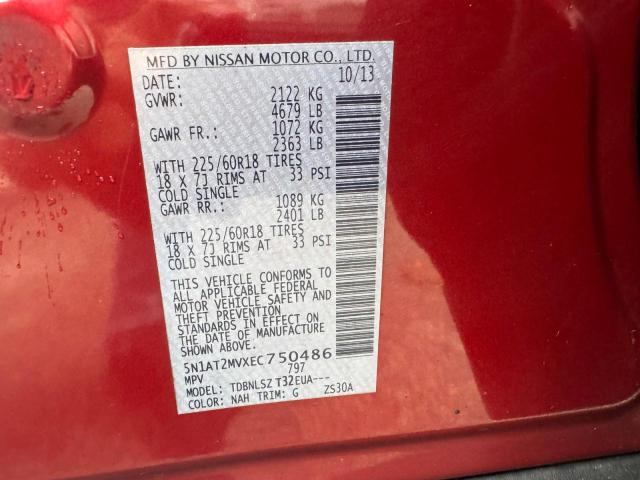 MFD BY NISSAN MOTOR CO., LTD.
DATE: 10/13
GVWR: 2122 KG
4679 LB
GAWR FR.: 1072 KG
2363 LB
WITH 225/60R18 TIRES
18 X 7J RIMS AT 33 PSI
COLD SINGLE
GAWR RR.: 1089 KG
2401 LB
WITH 225/60R18 TIRES
18 X 7J RIMS AT 33 PSI
COLD SINGLE
THIS VEHICLE CONFORMS TO
ALL APPLICABLE FEDERAL
MOTOR VEHICLE SAFETY AND
THEFT PREVENTION
STANDARDS IN EFFECT ON
THE DATE OF MANUFACTURE
SHOWN ABOVE.
5N1AT2MVXEC750486
MPV 797
TDBNLSZ T32EUA---
COLOR: NAH TRIM: G ZS30A